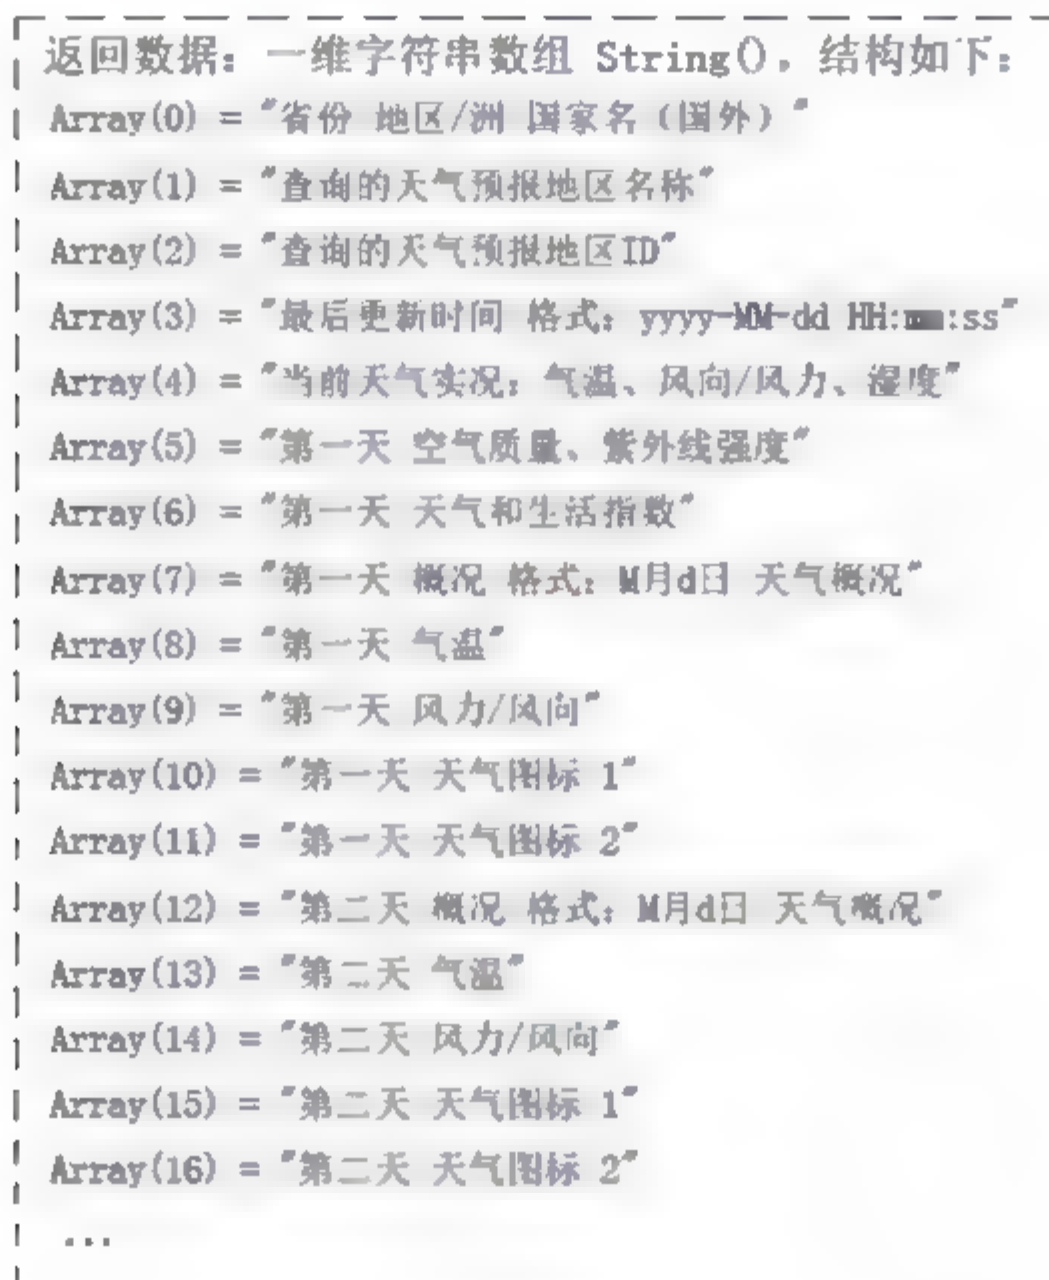 返回数据：一维字符串数组 String()，结构如下：
Array(0) = "省份 地区/洲 国家名（国外）"
Array(1) = "查询的天气预报地区名称"
Array(2) = "查询的天气预报地区ID"
Array(3) = "最后更新时间 格式：yyyy-MM-dd HH:mm:ss"
Array(4) = "当前天气实况：气温、风向/风力、湿度"
Array(5) = "第一天 空气质量、紫外线强度"
Array(6) = "第一天 天气和生活指数"
Array(7) = "第一天 概况 格式：M月d日 天气概况"
Array(8) = "第一天 气温"
Array(9) = "第一天 风力/风向"
Array(10) = "第一天 天气图标 1"
Array(11) = "第一天 天气图标 2"
Array(12) = "第二天 概况 格式：M月d日 天气概况"
Array(13) = "第二天 气温"
Array(14) = "第二天 风力/风向"
Array(15) = "第二天 天气图标 1"
Array(16) = "第二天 天气图标 2"
...